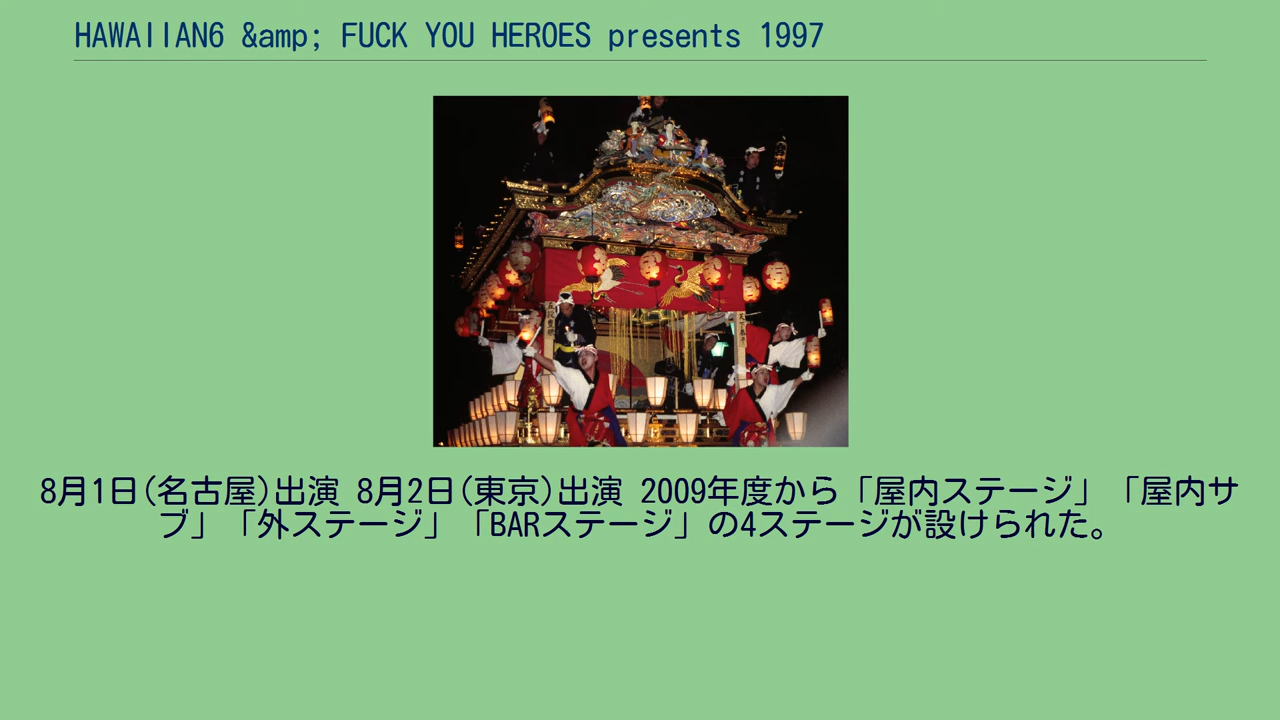 HAWAIIAN6 &amp; FUCK YOU HEROES presents 1997
8月1日(名古屋)出演 8月2日(東京)出演 2009年度から「屋内ステージ」「屋内サ
ブ」「外ステージ」「BARステージ」の4ステージが設けられた。